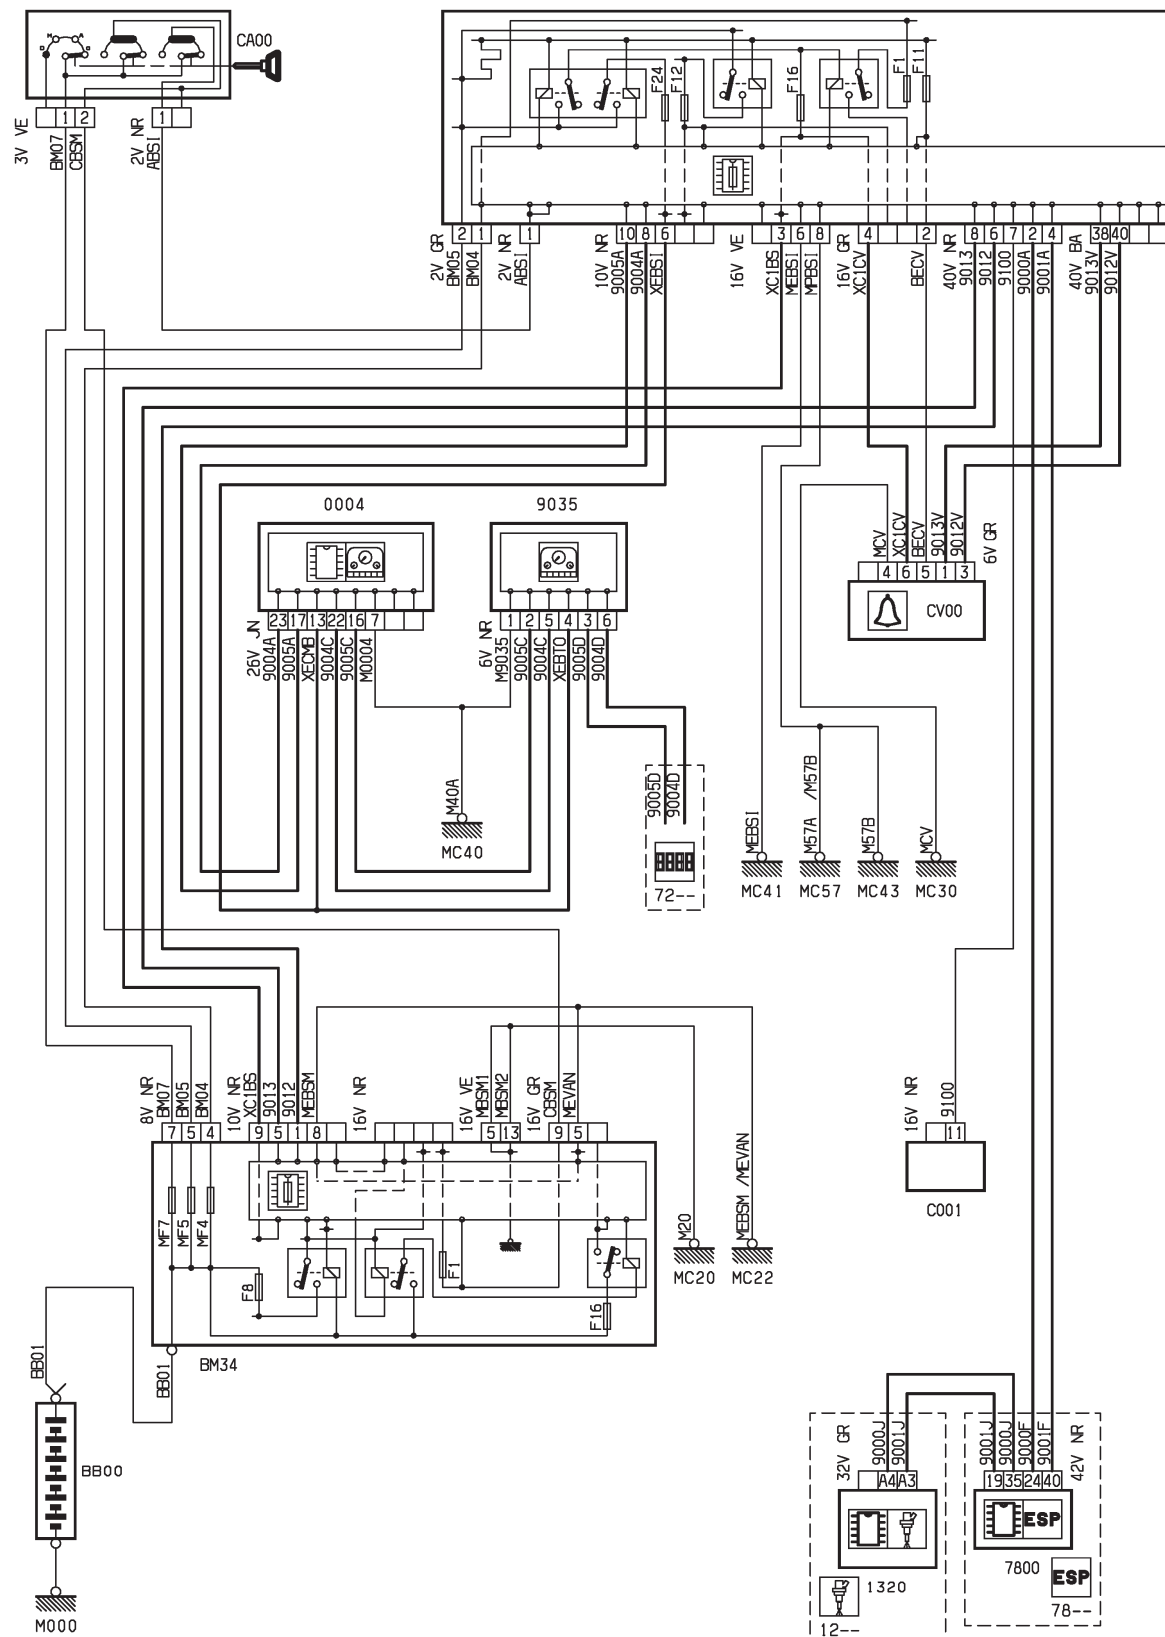 CA00
M A
D
1 2
1
3V VE
BM07
CBSM
2V NR
ABSI
F24
F12
F16
F1
F11
2 1
1
10 8 6
3 6 8
4
2
8 6 7 2 4
38 40
2V GR
BM05
BM04
2V NR
ABSI
10V NR
9005A
9004A
XEBSI
16V VE
XC1BS
MEBSI
MPBSI
16V GR
XC1CV
BECV
40V NR
9013
9012
9100
9000A
9001A
40V BA
9013V
9012V
0004
9035
23 17 13 22 16 7
1 2 5 4 3 6
26V JN
9004A
9005A
XECMB
9004C
9005C
M0004
6V NR
M9035
9005C
9004C
XEBTO
9005D
9004D
MCV
XC1CV
BECV
9013V
9012V
6V GR
4 6 5 1 3
CV00
M40A
MC40
9005D
9004D
72--
MEBSI
M57A /M57B
M57B
MCV
MC41
MC57
MC43
MC30
8V NR
BM07
BM05
BM04
10V NR
XC1BS
9013
9012
MEBSM
16V NR
16V VE
MBSM1
MBSM2
16V GR
CBSM
MEVAN
7 5 4
9 5 1 8
5 13
9 5
MF7
MF5
MF4
F8
F1
F16
BM34
M20
MEBSM /MEVAN
MC20
MC22
16V NR
9100
11
C001
BB01
BB01
BB00
M000
32V GR
9000J
9001J
A4 A3
1320
12--
9001J
9000J
9000F
9001F
42V NR
19 35 24 40
ESP
7800
ESP
78--